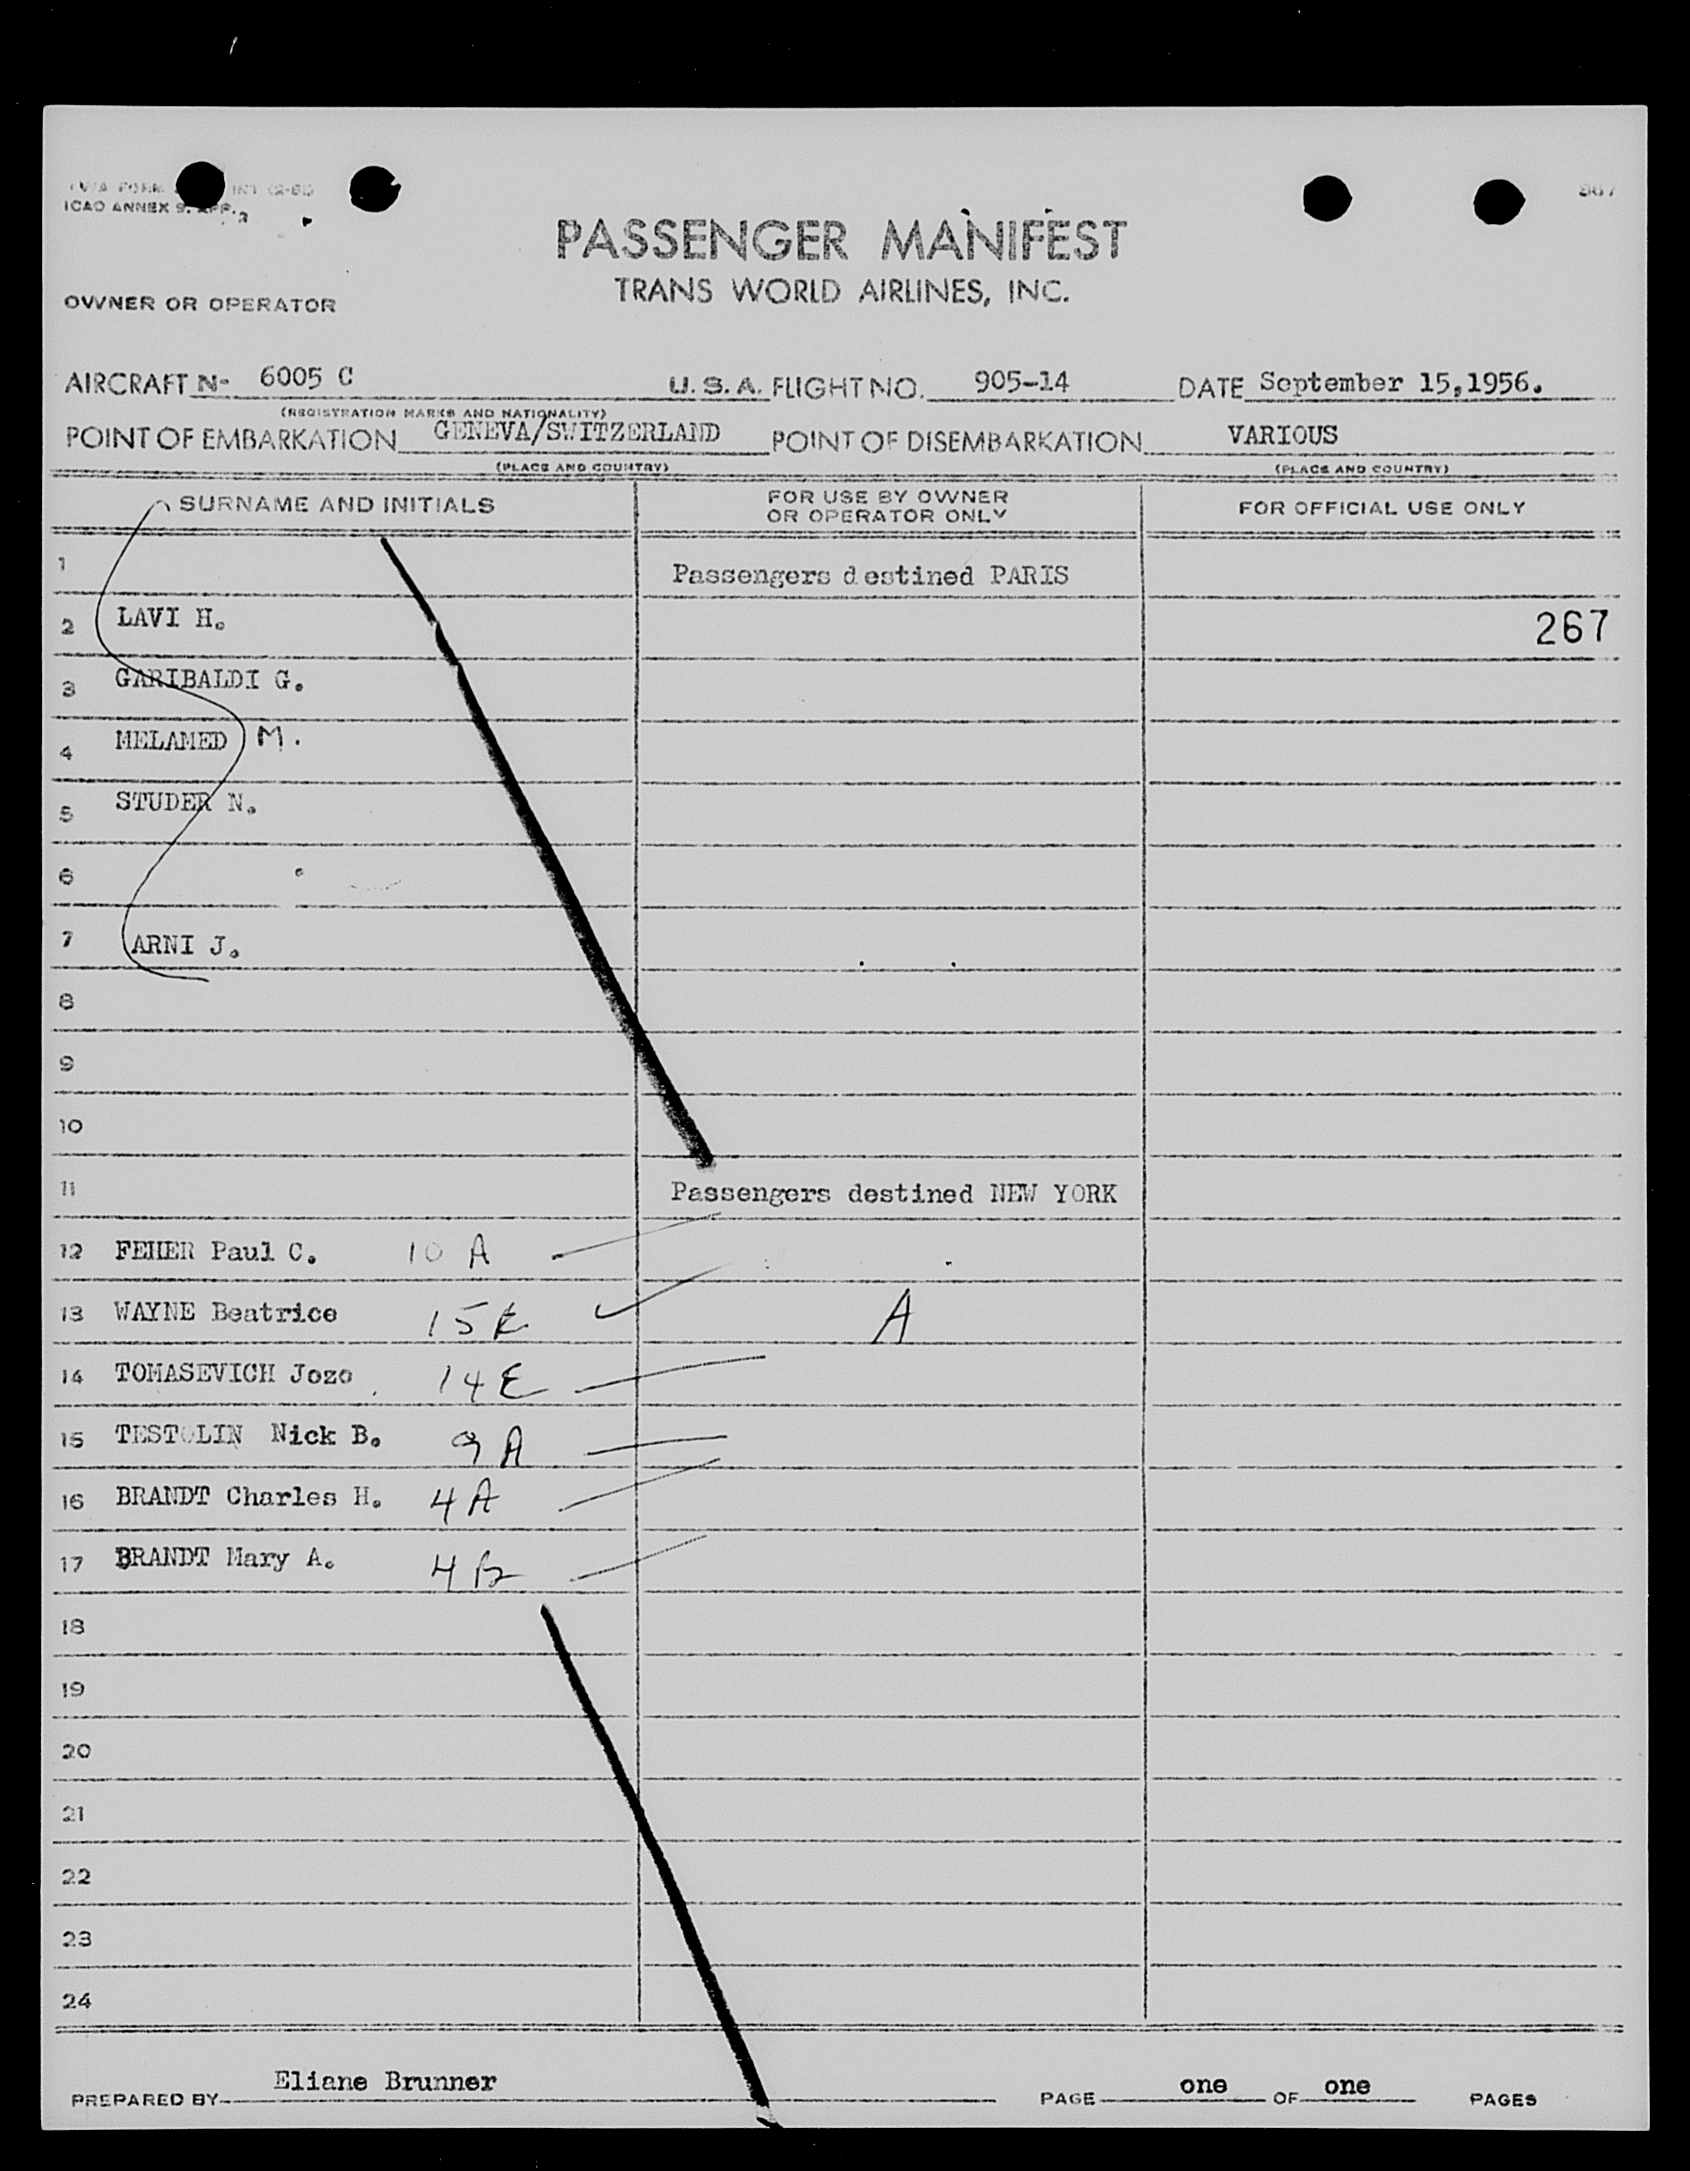 ICAO ANNEX 9. APP. 2
PASSENGER MANIFEST
TRANS WORLD AIRLINES, INC.
OWNER OR OPERATOR
AIRCRAFT N- 6005 C U. S. A. FLIGHT NO. 905-14 DATE September 15,1956.
(REGISTRATION MARKS AND NATIONALITY)
POINT OF EMBARKATION GENEVA/SWITZERLAND POINT OF DISEMBARKATION VARIOUS
(PLACE AND COUNTRY) (PLACE AND COUNTRY)
SURNAME AND INITIALS FOR USE BY OWNER OR OPERATOR ONLY FOR OFFICIAL USE ONLY
1 Passengers destined PARIS
2 LAVI H. 267
3 GARIBALDI G.
4 MELAMED M.
5 STUDER N.
6
7 ARNI J.
8
9
10
11 Passengers destined NEW YORK
12 FEHER Paul C. 10 A
13 WAYNE Beatrice 15 E A
14 TOMASEVICH Jozo 14 E
15 TESTOLIN Nick B. 9 A
16 BRANDT Charles H. 4 A
17 BRANDT Mary A. 4 B
18
19
20
21
22
23
24
PREPARED BY Eliane Brunner PAGE one OF one PAGES